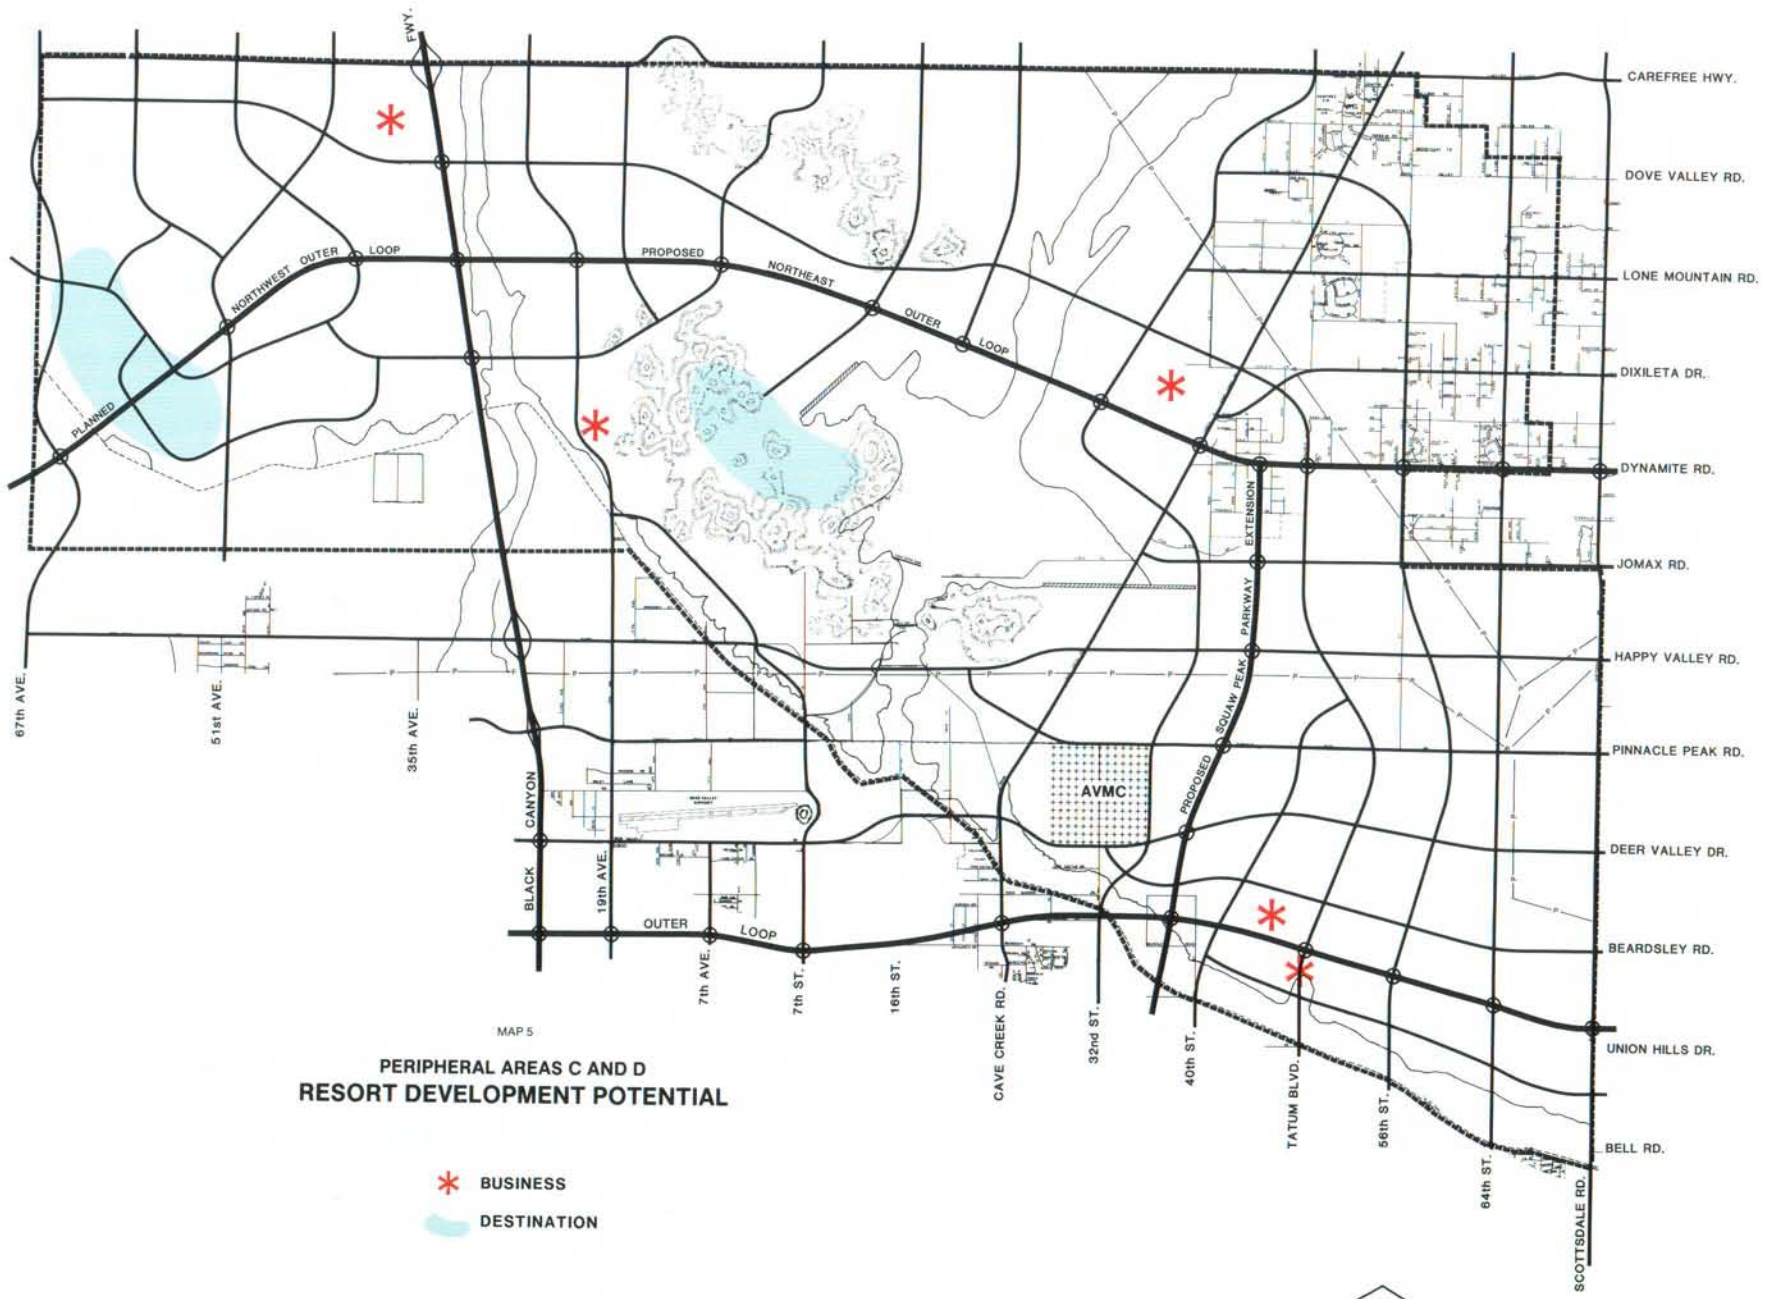 FWY.
CAREFREE HWY.
DOVE VALLEY RD.
LONE MOUNTAIN RD.
NORTHWEST OUTER LOOP
PROPOSED NORTHEAST OUTER LOOP
DIXILETA DR.
PLANNED
DYNAMITE RD.
EXTENSION
JOMAX RD.
PARKWAY
HAPPY VALLEY RD.
SQUAW PEAK
67th AVE.
51st AVE.
35th AVE.
PINNACLE PEAK RD.
PROPOSED
AVMC
CANYON
BLACK
DEER VALLEY DR.
19th AVE.
OUTER LOOP
BEARDSLEY RD.
7th AVE.
7th ST.
16th ST.
CAVE CREEK RD.
32nd ST.
40th ST.
TATUM BLVD.
56th ST.
64th ST.
SCOTTSDALE RD.
UNION HILLS DR.
BELL RD.
P P P P P P P P P P P
MAP 5
PERIPHERAL AREAS C AND D
RESORT DEVELOPMENT POTENTIAL
BUSINESS
DESTINATION